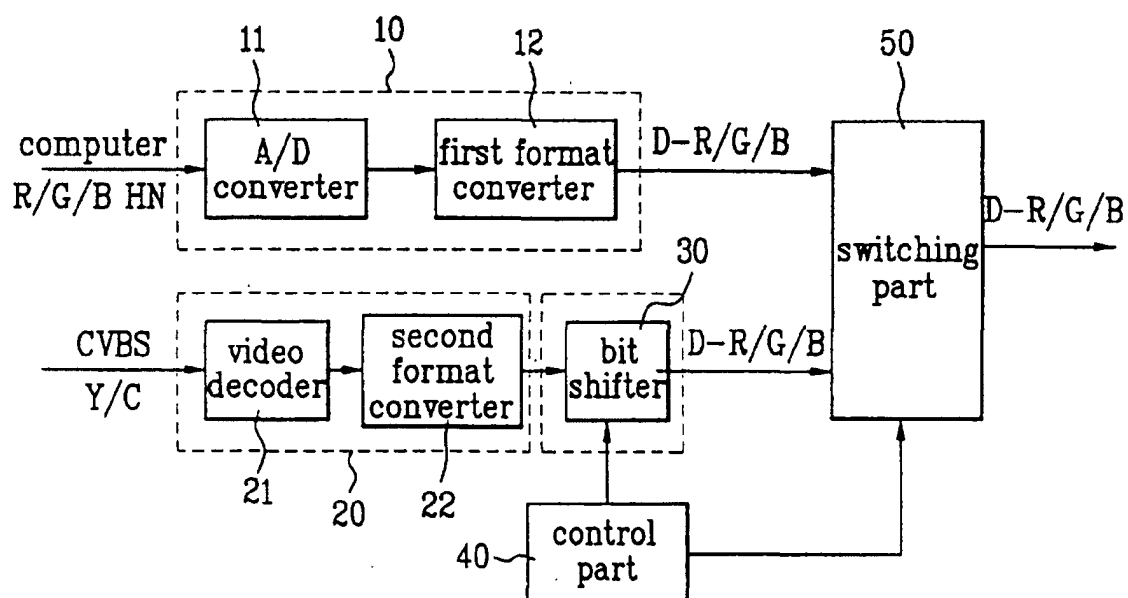 10
11
12
50
computer
R/G/B HN
A/D
converter
first format
converter
D-R/G/B
switching
part
D-R/G/B
30
CVBS
Y/C
video
decoder
second
format
converter
bit
shifter
D-R/G/B
21
20
22
40
control
part